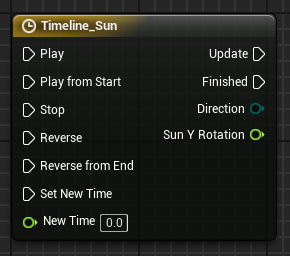 Timeline_Sun
Play
Update
Play from Start
Finished
Stop
Direction
Reverse
Sun Y Rotation
Reverse from End
Set New Time
New Time 0.0